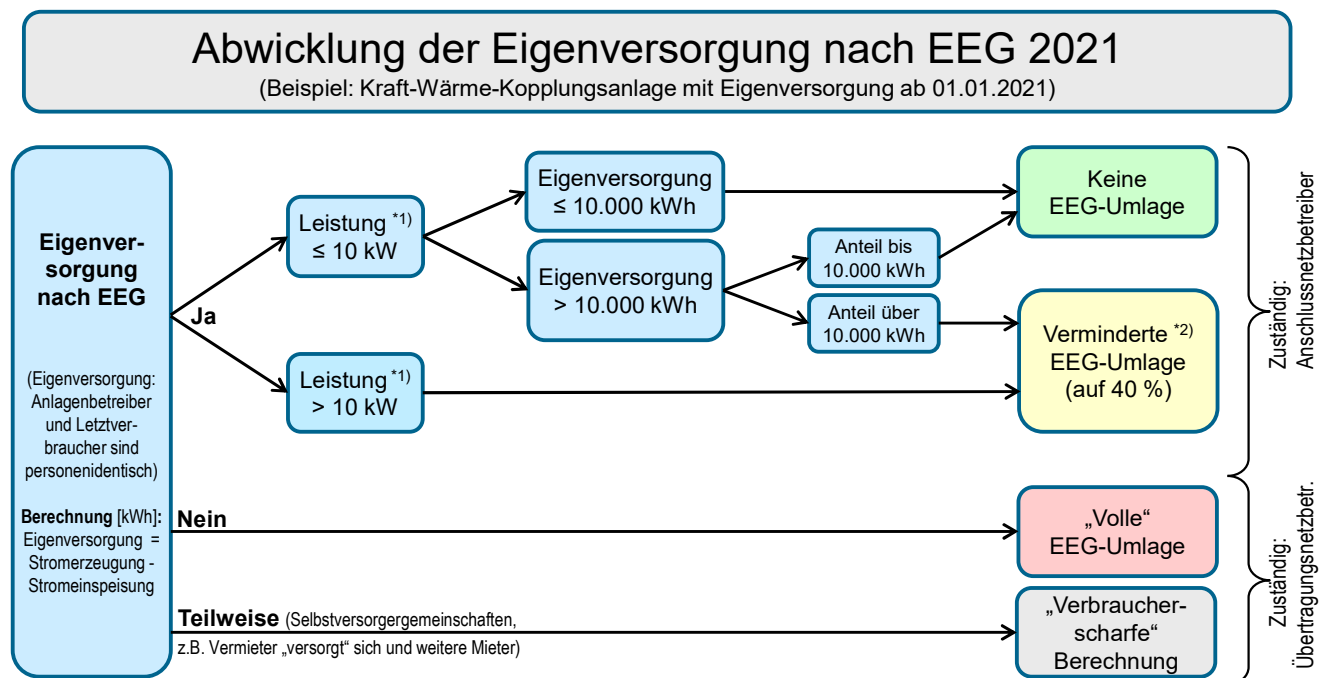 Abwicklung der Eigenversorgung nach EEG 2021
(Beispiel: Kraft-Wärme-Kopplungsanlage mit Eigenversorgung ab 01.01.2021)
Eigenver-
sorgung
nach EEG
(Eigenversorgung:
Anlagenbetreiber
und Letztver-
braucher sind
personenidentisch)
Berechnung [kWh]:
Eigenversorgung =
Stromerzeugung -
Stromeinspeisung
Ja
Leistung *1)
≤ 10 kW
Leistung *1)
> 10 kW
Eigenversorgung
≤ 10.000 kWh
Eigenversorgung
> 10.000 kWh
Anteil bis
10.000 kWh
Anteil über
10.000 kWh
Keine
EEG-Umlage
Verminderte *2)
EEG-Umlage
(auf 40 %)
Zuständig:
Anschlussnetzbetreiber
Nein
„Volle“
EEG-Umlage
Teilweise (Selbstversorgergemeinschaften,
z.B. Vermieter „versorgt“ sich und weitere Mieter)
„Verbraucher-
scharfe“
Berechnung
Zuständig:
Übertragungsnetzbetr.